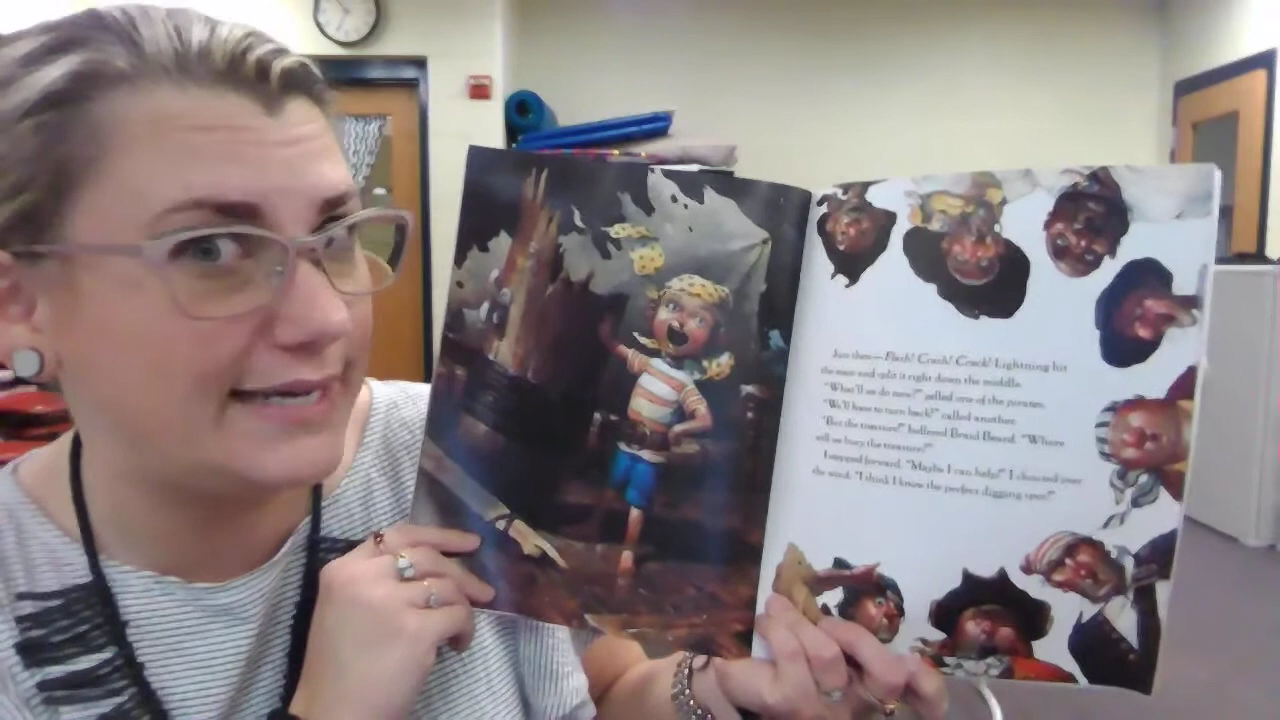 Just then—Flash! Crash! Crack! Lightning hit
the mast and split it right down the middle.
"What'll we do now?" yelled one of the pirates.
"We'll have to turn back!" called another.
"But the treasure!" bellered Braid Beard. "Where
will we bury the treasure?"
I stepped forward. "Maybe I can help!" I shouted over
the wind. "I think I know the perfect digging spot!"